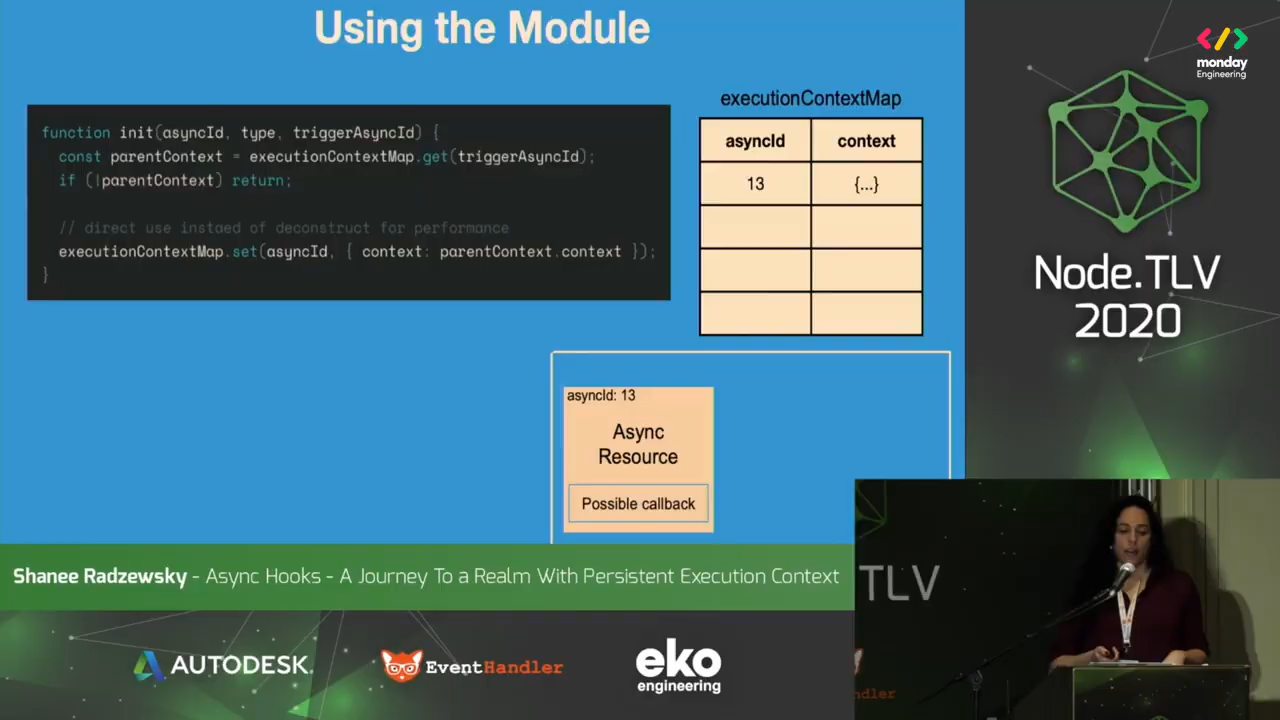 Using the Module
function init(asyncId, type, triggerAsyncId) {
const parentContext = executionContextMap.get(triggerAsyncId);
if (!parentContext) return;
// direct use instaed of deconstruct for performance
executionContextMap.set(asyncId, { context: parentContext.context });
}
executionContextMap
asyncId context
13 {...}
asyncId: 13
Async
Resource
Possible callback
</> monday
Engineering
Node.TLV
2020
Shanee Radzewsky - Async Hooks - A Journey To a Realm With Persistent Execution Context
AUTODESK.
EventHandler
eko
engineering
TLV
ndler